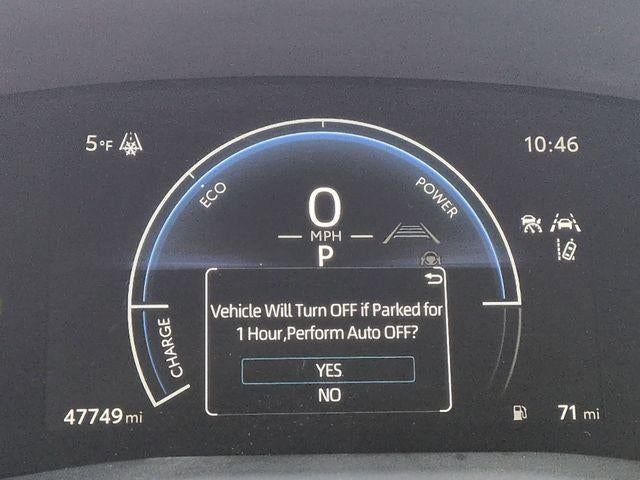 5°F
10:46
ECO
POWER
0
MPH
P
Vehicle Will Turn OFF if Parked for
1 Hour,Perform Auto OFF?
YES
NO
CHARGE
47749 mi
71 mi